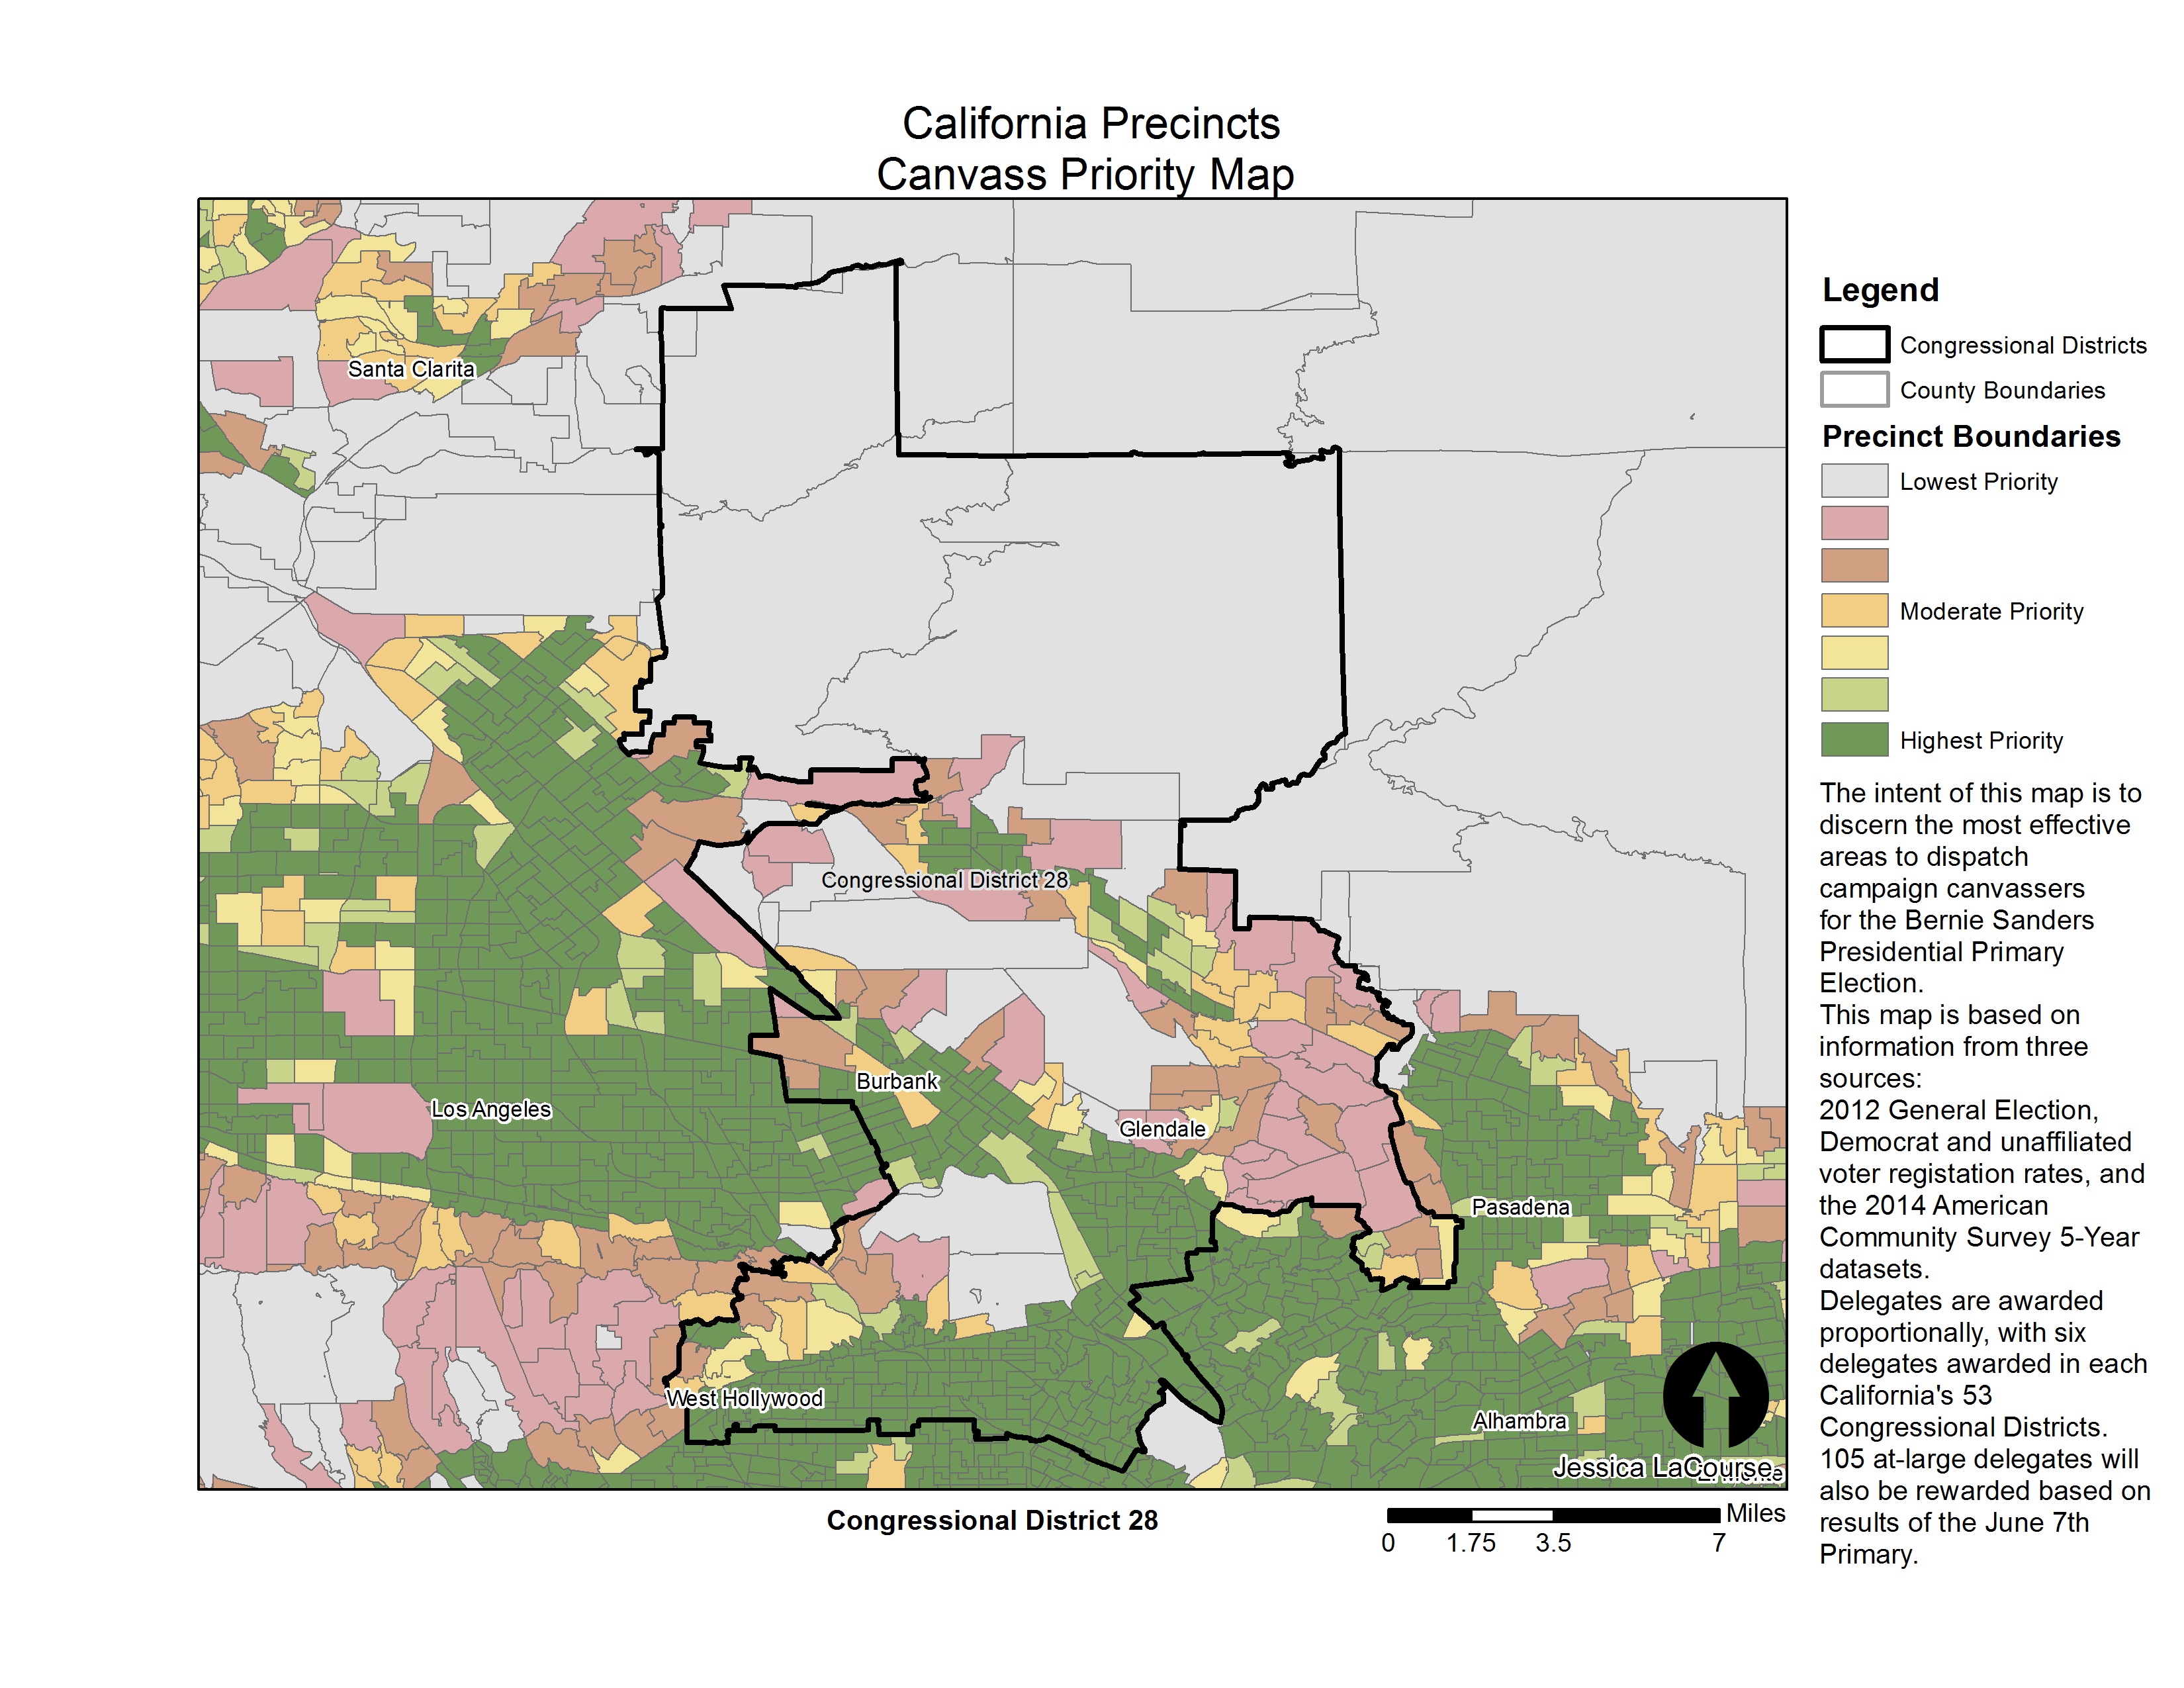 California Precincts
Canvass Priority Map
Santa Clarita
Congressional District 28
Burbank
Los Angeles
Glendale
Pasadena
West Hollywood
Alhambra
Jessica LaCourse
Congressional District 28
Miles
0 1.75 3.5 7
Legend
Congressional Districts
County Boundaries
Precinct Boundaries
Lowest Priority
Moderate Priority
Highest Priority
The intent of this map is to
discern the most effective
areas to dispatch
campaign canvassers
for the Bernie Sanders
Presidential Primary
Election.
This map is based on
information from three
sources:
2012 General Election,
Democrat and unaffiliated
voter registation rates, and
the 2014 American
Community Survey 5-Year
datasets.
Delegates are awarded
proportionally, with six
delegates awarded in each
California's 53
Congressional Districts.
105 at-large delegates will
also be rewarded based on
results of the June 7th
Primary.